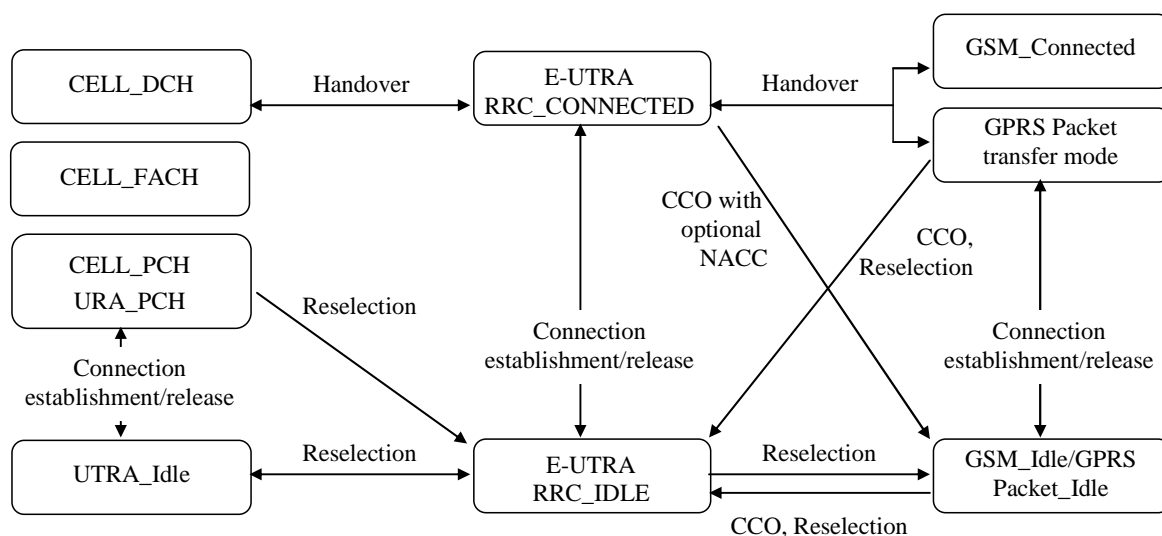 GSM_Connected
CELL_DCH
Handover
E-UTRA
RRC_CONNECTED
Handover
GPRS Packet
transfer mode
CELL_FACH
CCO with
optional
NACC
CCO,
Reselection
CELL_PCH
URA_PCH
Reselection
Connection
establishment/release
Connection
establishment/release
Connection
establishment/release
UTRA_Idle
Reselection
E-UTRA
RRC_IDLE
Reselection
GSM_Idle/GPRS
Packet_Idle
CCO, Reselection